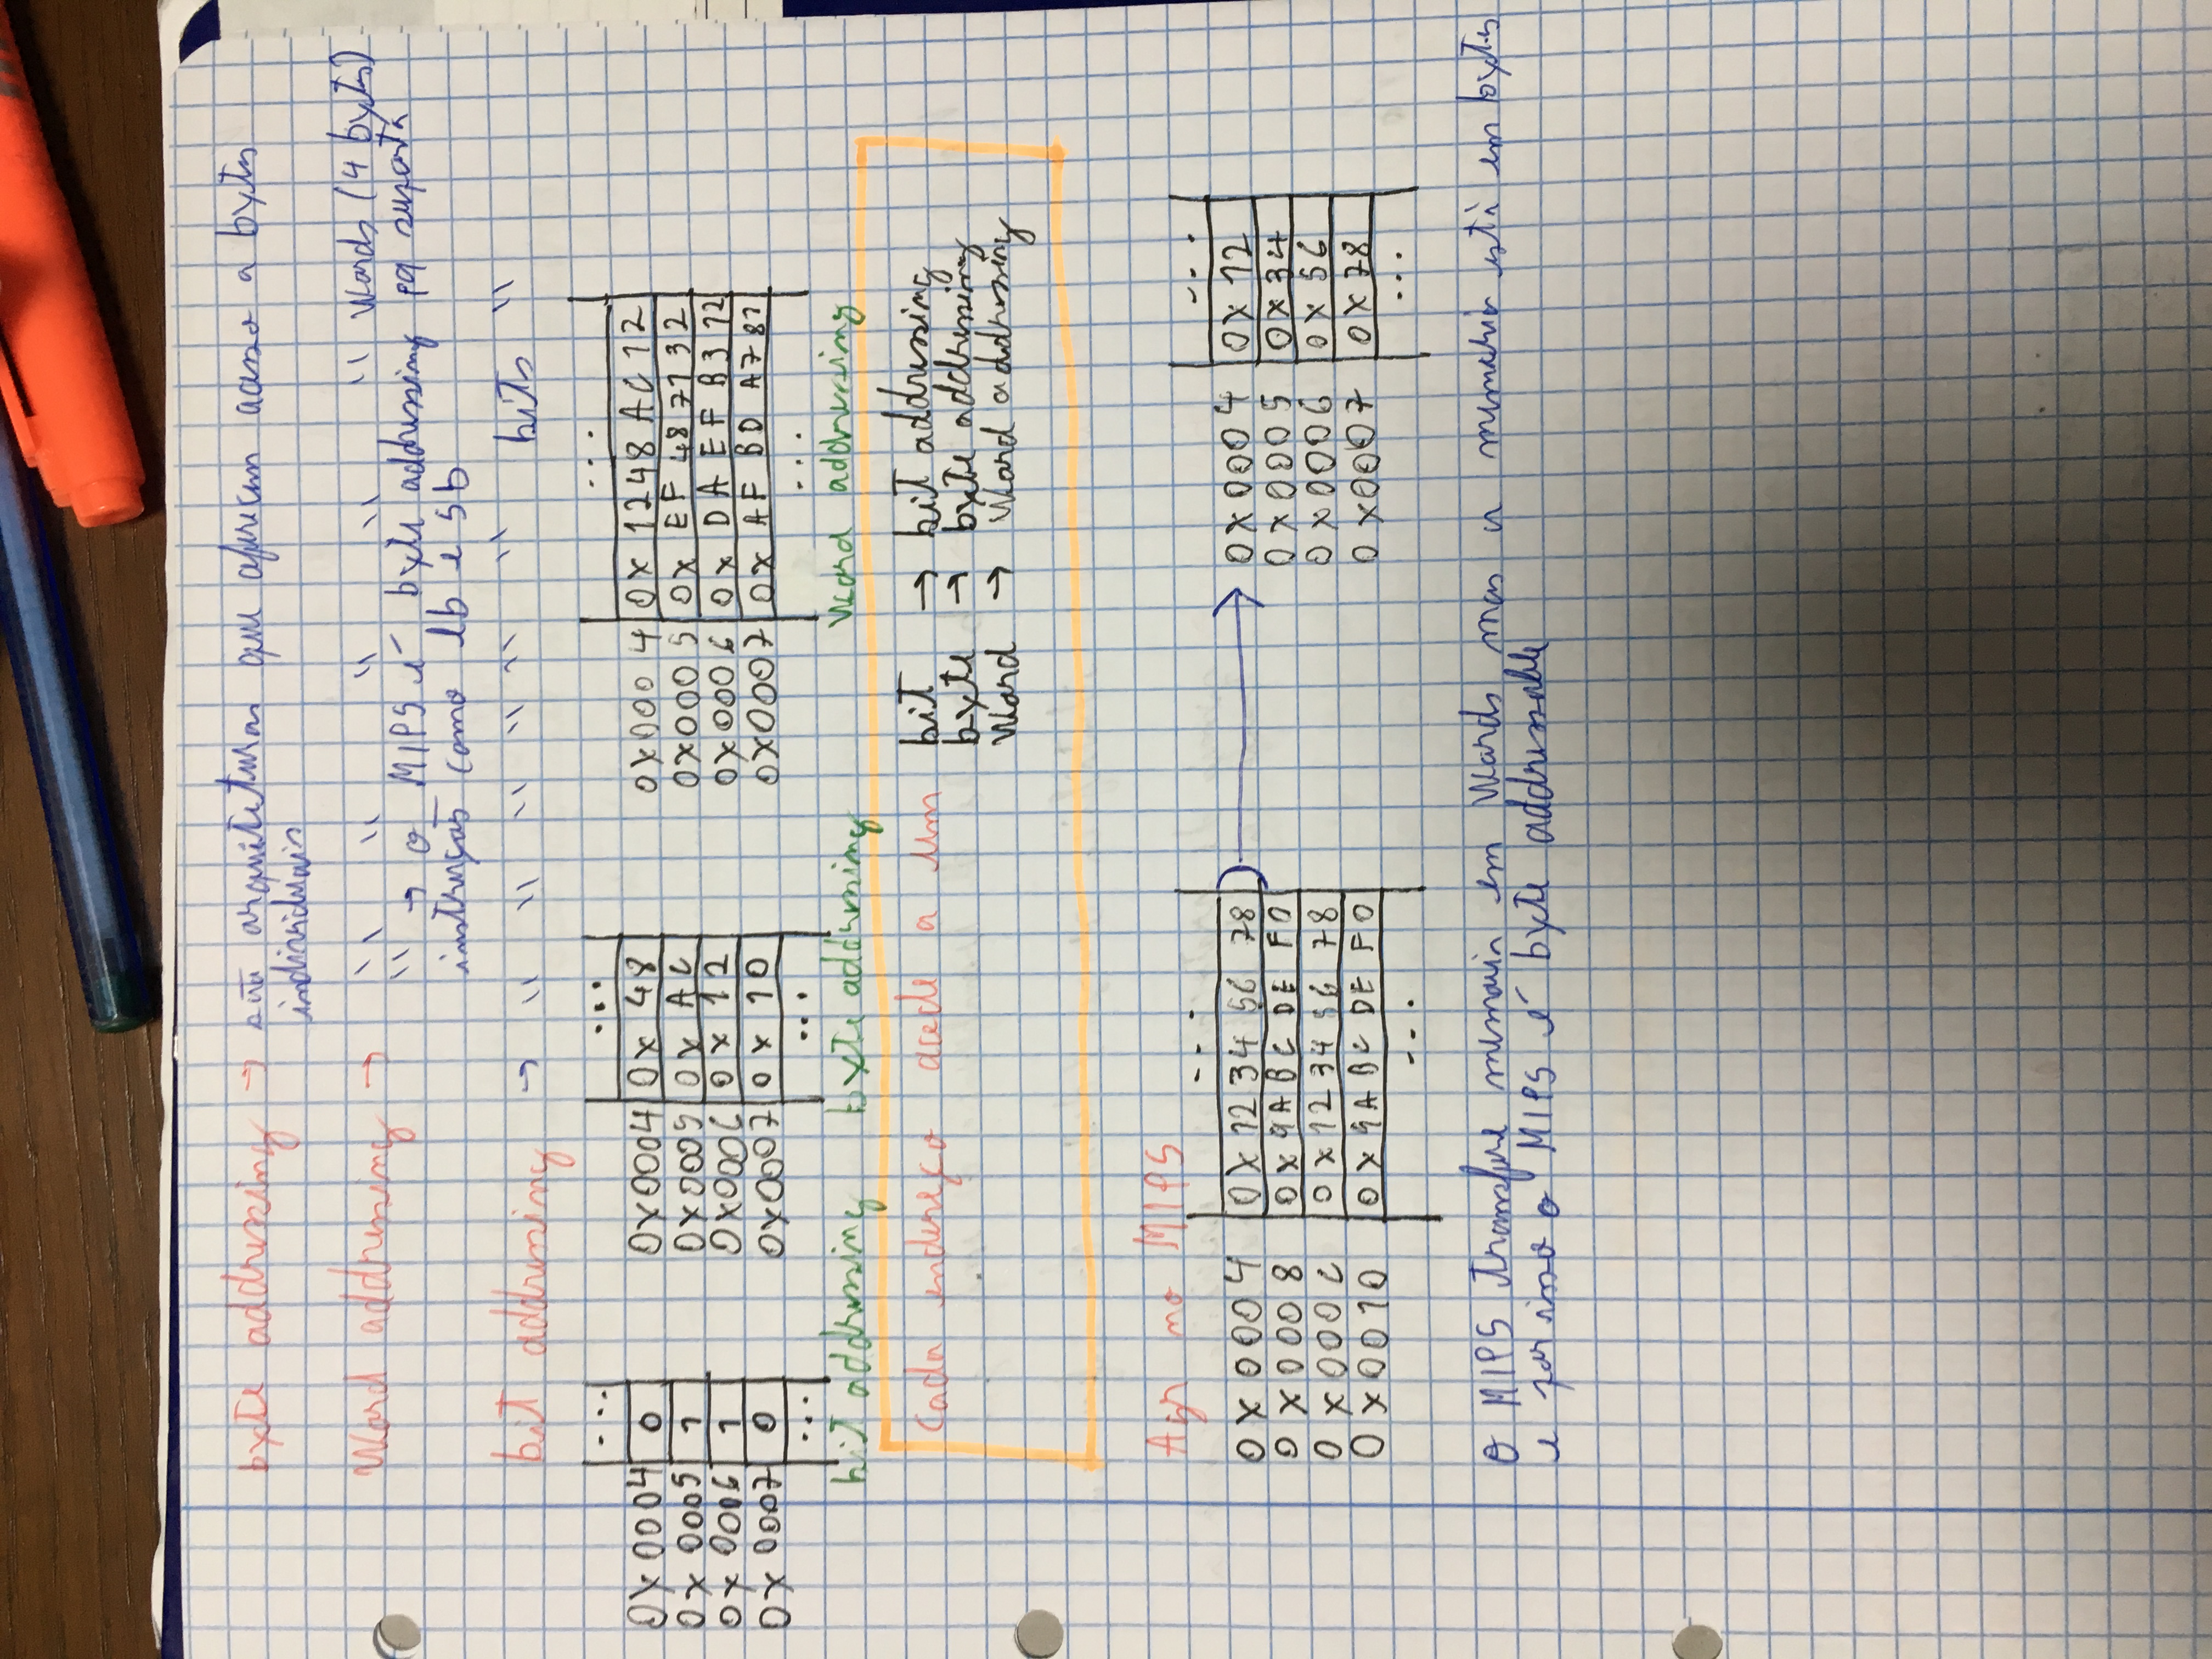 byte addressing → são arquiteturas que oferecem acesso a bytes
individuais
Word addressing → " " " " " Words (4 bytes)
" → o MIPS é byte addressing pq suporta
instruções como lb e sb
bit addressing → " " " " " " bits "
... ... ...
0x0004 0 0x0004 0x 48 0x0004 0x 1248 AC 12
0x0005 1 0x0005 0x AC 0x0005 0x EF 48 7132
0x0006 1 0x0006 0x 12 0x0006 0x DA EF B3 12
0x0007 0 0x0007 0x 10 0x0007 0x AF BD A781
... ... ...
bit addressing byte addressing Word addressing
Cada endereço acede a um bit → bit addressing
byte → byte addressing
Word → Word addressing
Agr no MIPS
... ...
0x0004 0x 12 34 56 78 → 0x0004 0x 12
0x0008 0x 9A BC DE F0 0x0005 0x 34
0x000C 0x 12 34 56 78 0x0006 0x 56
0x0010 0x 9A BC DE F0 0x0007 0x 78
... ...
O MIPS transfere memória em Words mas a memória está em bytes
e por isso o MIPS é byte addressable